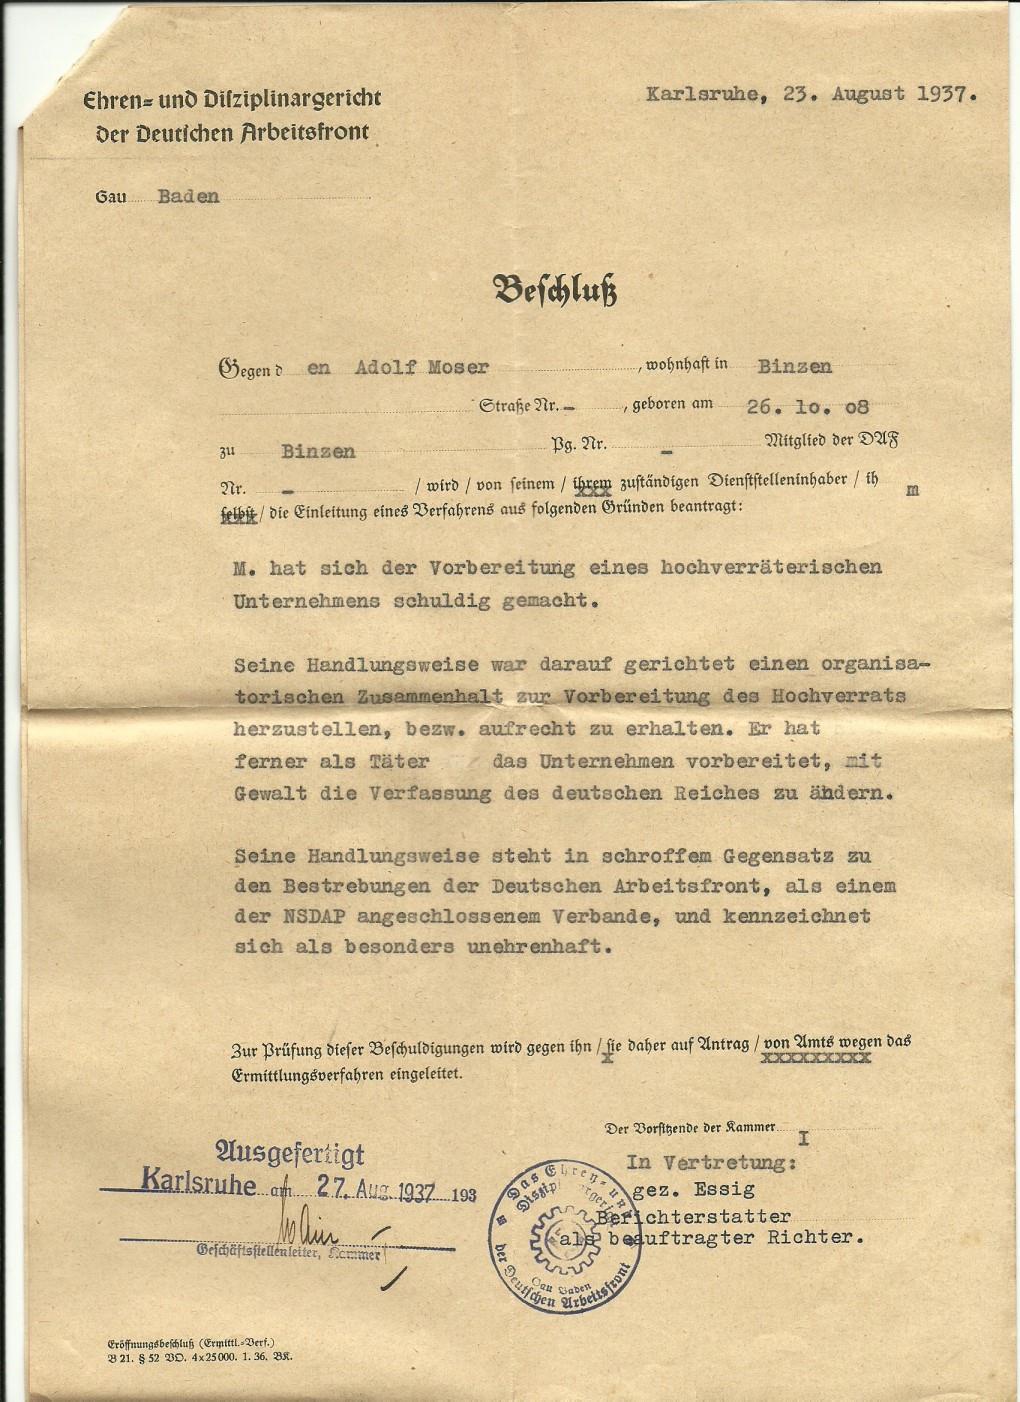 Ehren- und Disziplinargericht
der Deutschen Arbeitsfront
Karlsruhe, 23. August 1937.
Gau Baden
Beschluß
Gegen d en Adolf Moser , wohnhaft in Binzen
Straße Nr. - , geboren am 26. 10. 08
zu Binzen Pg. Nr. - Mitglied der DAF
Nr. - / wird / von seinem / ihrem zuständigen Dienststelleninhaber / ih m
selbst / die Einleitung eines Verfahrens aus folgenden Gründen beantragt:
M. hat sich der Vorbereitung eines hochverräterischen
Unternehmens schuldig gemacht.
Seine Handlungsweise war darauf gerichtet einen organisa-
torischen Zusammenhalt zur Vorbereitung des Hochverrats
herzustellen, bezw. aufrecht zu erhalten. Er hat
ferner als Täter das Unternehmen vorbereitet, mit
Gewalt die Verfassung des deutschen Reiches zu ändern.
Seine Handlungsweise steht in schroffem Gegensatz zu
den Bestrebungen der Deutschen Arbeitsfront, als einem
der NSDAP angeschlossenem Verbande, und kennzeichnet
sich als besonders unehrenhaft.
Zur Prüfung dieser Beschuldigungen wird gegen ihn / sie daher auf Antrag / von Amts wegen das
Ermittlungsverfahren eingeleitet.
Der Vorsitzende der Kammer I
In Vertretung:
gez. Essig
Berichterstatter
als beauftragter Richter.
Ausgefertigt
Karlsruhe am 27. Aug. 1937 193
Geschäftsstellenleiter, Kammer
Das Ehren- und
Disziplinargericht
der Deutschen Arbeitsfront
Gau Baden
Eröffnungsbeschluß (Ermittl.-Verf.)
B 21. § 52 VO. 4x25000. 1. 36. BK.